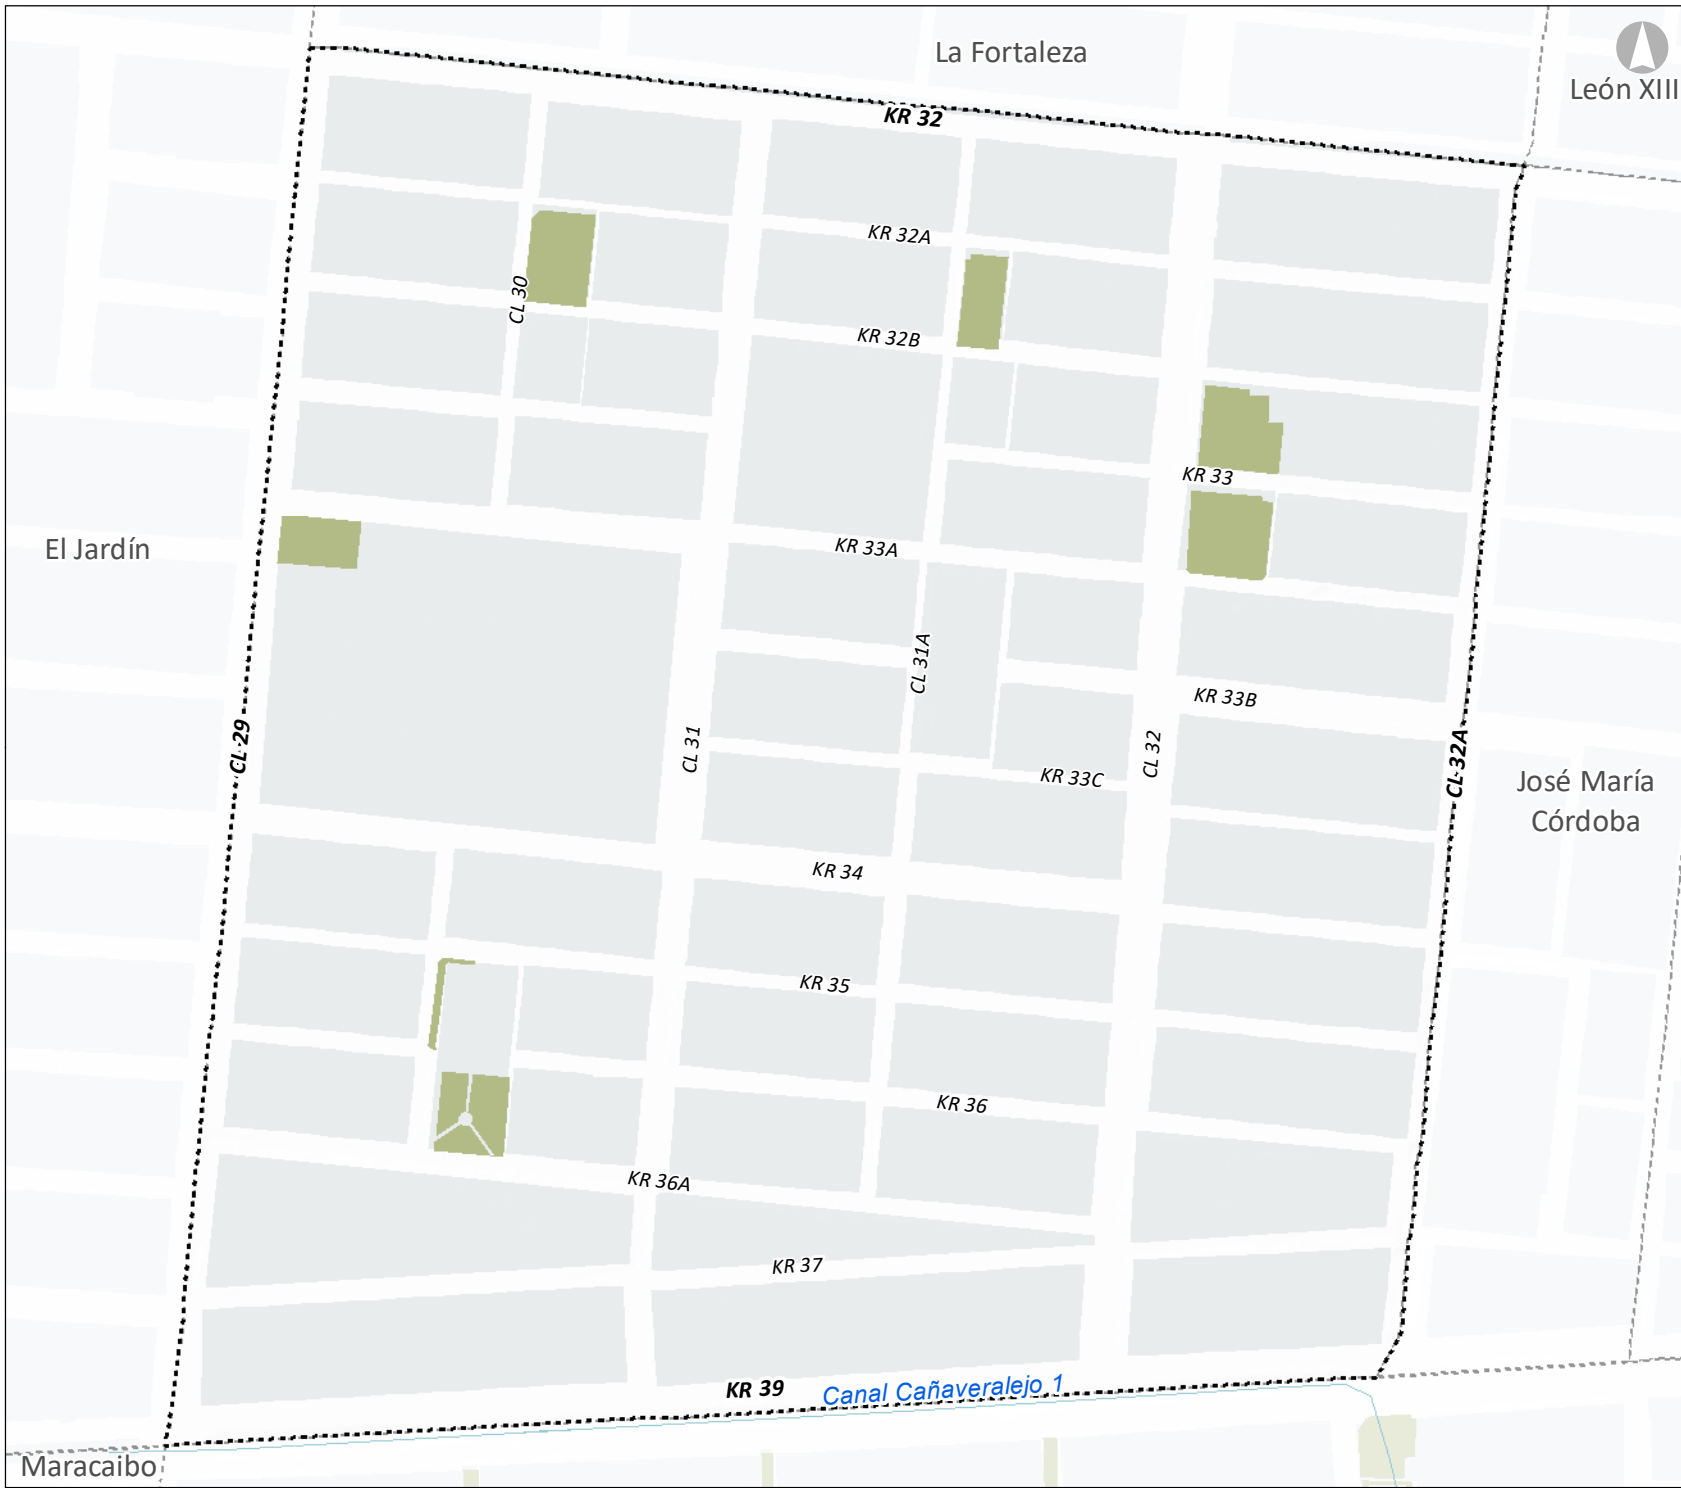 La Fortaleza
León XIII
KR 32
KR 32A
CL 30
KR 32B
KR 33
El Jardín
KR 33A
CL 31A
KR 33B
CL 29
CL 31
CL 32
CL 32A
KR 33C
José María
Córdoba
KR 34
KR 35
KR 36
KR 36A
KR 37
KR 39
Canal Cañaveralejo 1
Maracaibo